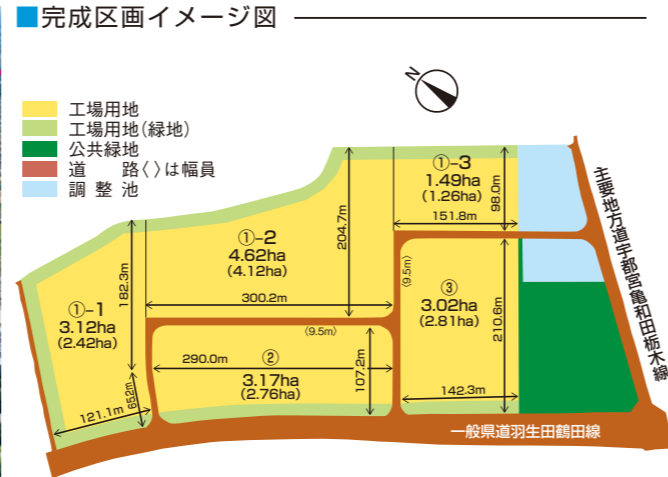 ■完成区画イメージ図
N
工場用地
工場用地(緑地)
公共緑地
道　路〈 〉は幅員
調 整 池
①-3
1.49ha
(1.26ha)
98.0m
151.8m
主要地方道宇都宮亀和田栃木線
①-2
4.62ha
(4.12ha)
204.7m
300.2m
182.3m
①-1
3.12ha
(2.42ha)
65.2m
121.1m
〈9.5m〉
290.0m
②
3.17ha
(2.76ha)
107.2m
〈9.5m〉
③
3.02ha
(2.81ha)
210.6m
142.3m
一般県道羽生田鶴田線